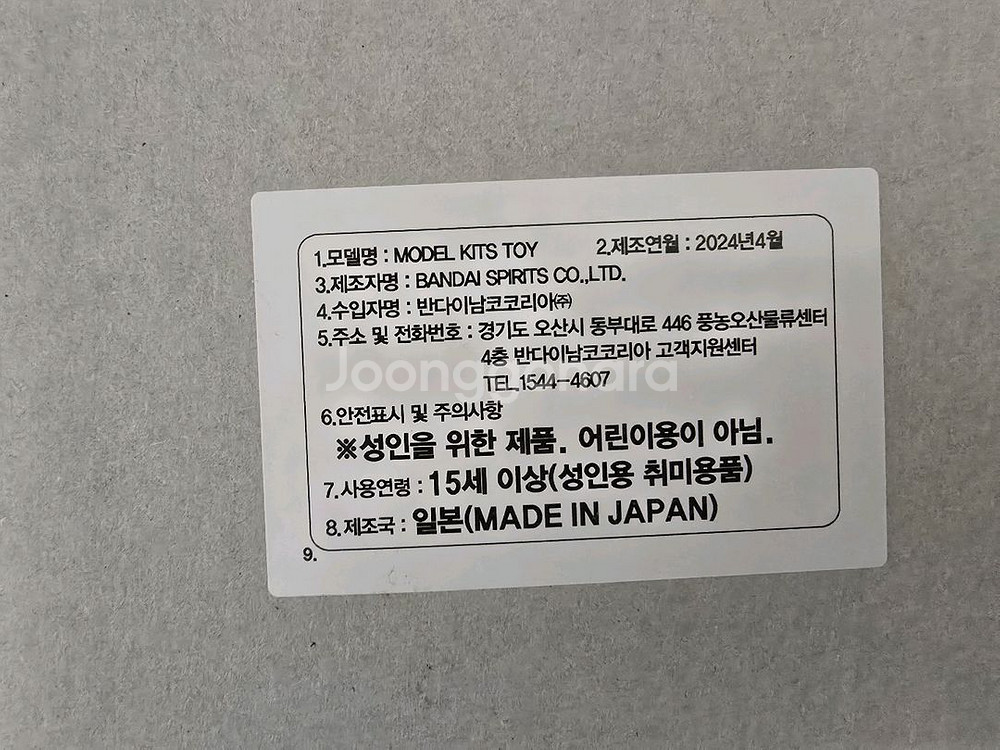 1.모델명 : MODEL KITS TOY 2.제조연월 : 2024년4월
3.제조자명 : BANDAI SPIRITS CO.,LTD.
4.수입자명 : 반다이남코코리아㈜
5.주소 및 전화번호 : 경기도 오산시 동부대로 446 풍농오산물류센터
4층 반다이남코코리아 고객지원센터
Joonggonara
TEL.1544-4607
6.안전표시 및 주의사항
※성인을 위한 제품. 어린이용이 아님.
7.사용연령 : 15세 이상(성인용 취미용품)
8.제조국 : 일본(MADE IN JAPAN)
9.